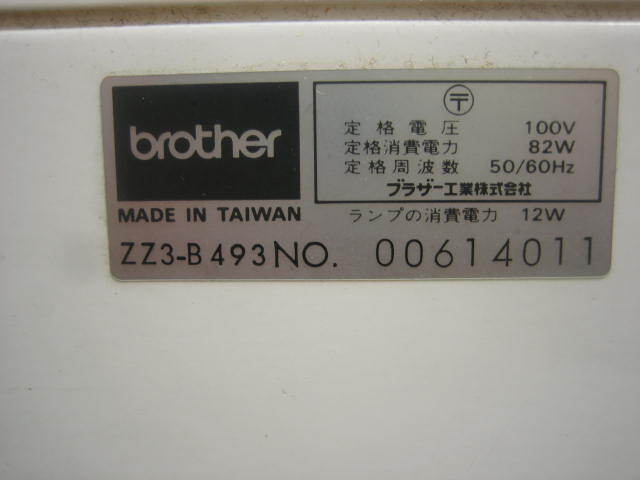 brother
MADE IN TAIWAN
〒
定格電圧 100V
定格消費電力 82W
定格周波数 50/60Hz
ブラザー工業株式会社
ランプの消費電力 12W
ZZ3-B493 NO. 00614011